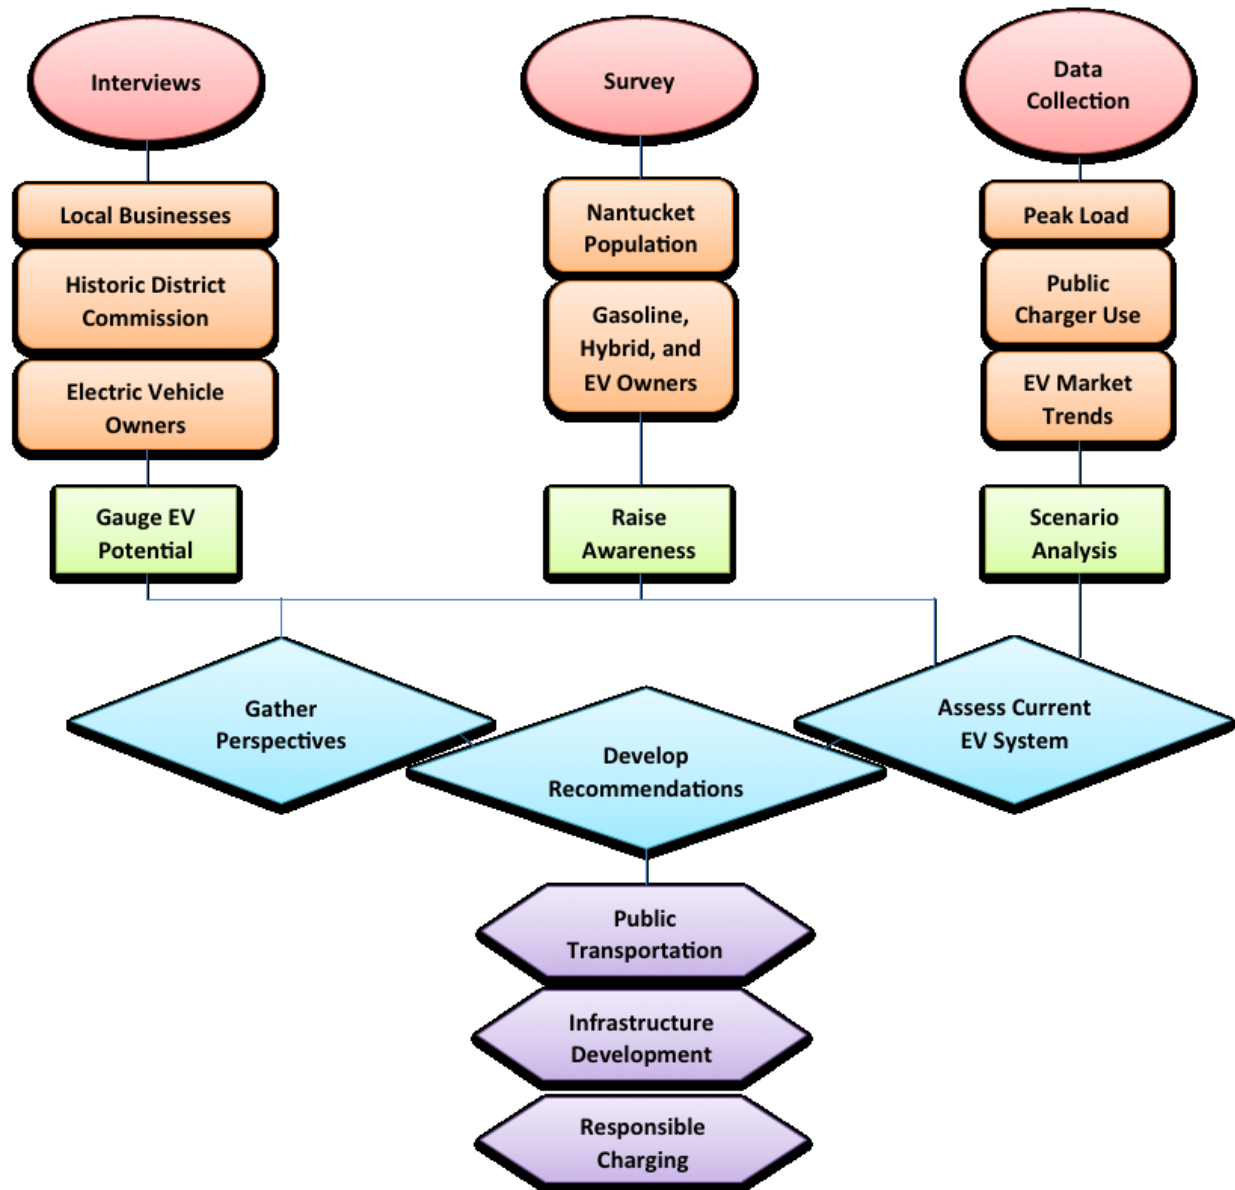 Interviews
Survey
Data
Collection
Local Businesses
Historic District
Commission
Electric Vehicle
Owners
Nantucket
Population
Gasoline,
Hybrid, and
EV Owners
Peak Load
Public
Charger Use
EV Market
Trends
Gauge EV
Potential
Raise
Awareness
Scenario
Analysis
Gather
Perspectives
Develop
Recommendations
Assess Current
EV System
Public
Transportation
Infrastructure
Development
Responsible
Charging